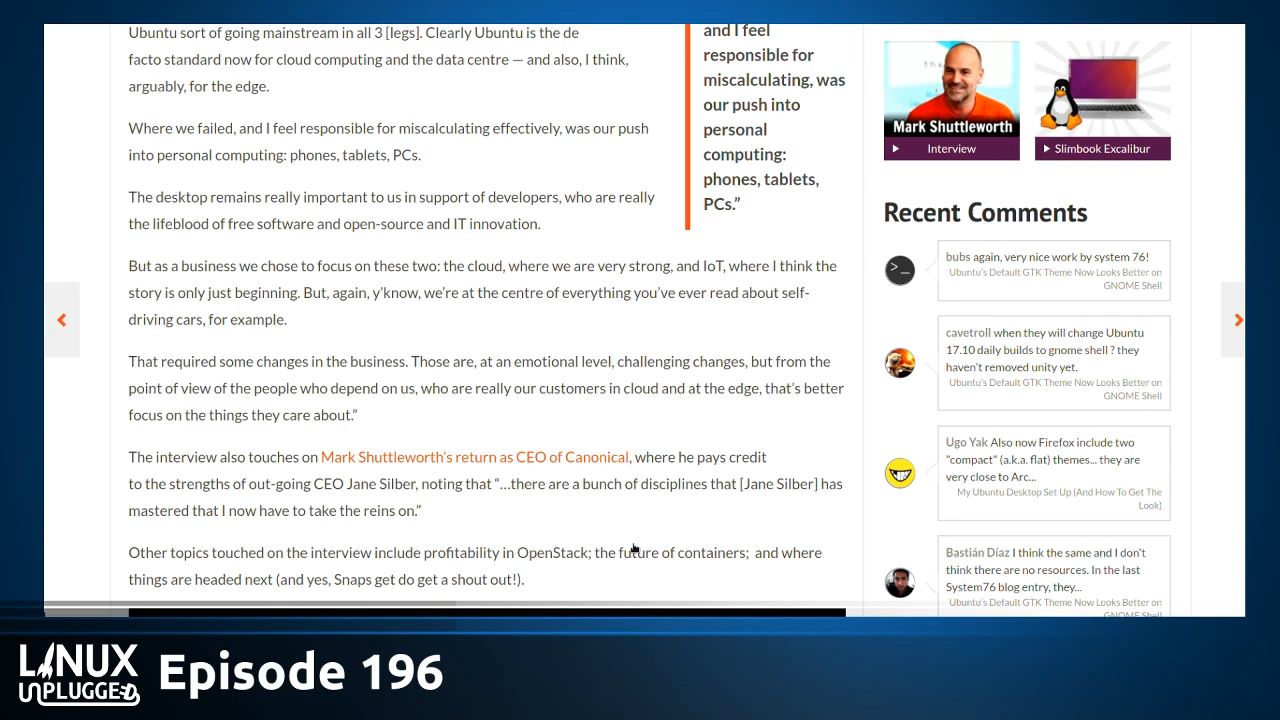 Ubuntu sort of going mainstream in all 3 [legs]. Clearly Ubuntu is the de
facto standard now for cloud computing and the data centre — and also, I think,
arguably, for the edge.
Where we failed, and I feel responsible for miscalculating effectively, was our push
into personal computing: phones, tablets, PCs.
The desktop remains really important to us in support of developers, who are really
the lifeblood of free software and open-source and IT innovation.
and I feel
responsible for
miscalculating, was
our push into
personal
computing:
phones, tablets,
PCs.”
But as a business we chose to focus on these two: the cloud, where we are very strong, and IoT, where I think the
story is only just beginning. But, again, y’know, we’re at the centre of everything you’ve ever read about self-
driving cars, for example.
That required some changes in the business. Those are, at an emotional level, challenging changes, but from the
point of view of the people who depend on us, who are really our customers in cloud and at the edge, that’s better
focus on the things they care about.”
The interview also touches on Mark Shuttleworth’s return as CEO of Canonical, where he pays credit
to the strengths of out-going CEO Jane Silber, noting that “…there are a bunch of disciplines that [Jane Silber] has
mastered that I now have to take the reins on.”
Other topics touched on the interview include profitability in OpenStack; the future of containers;  and where
things are headed next (and yes, Snaps get do get a shout out!).
Mark Shuttleworth
Interview
Slimbook Excalibur
Recent Comments
bubs again, very nice work by system 76!
Ubuntu’s Default GTK Theme Now Looks Better on
GNOME Shell
cavetroll when they will change Ubuntu
17.10 daily builds to gnome shell ? they
haven't removed unity yet.
Ubuntu’s Default GTK Theme Now Looks Better on
GNOME Shell
Ugo Yak Also now Firefox include two
"compact" (a.k.a. flat) themes... they are
very close to Arc...
My Ubuntu Desktop Set Up (And How To Get The
Look)
Bastián Díaz I think the same and I don't
think there are no resources. In the last
System76 blog entry, they...
Ubuntu’s Default GTK Theme Now Looks Better on
GNOME Shell
LINUX
UNPLUGGED
Episode 196